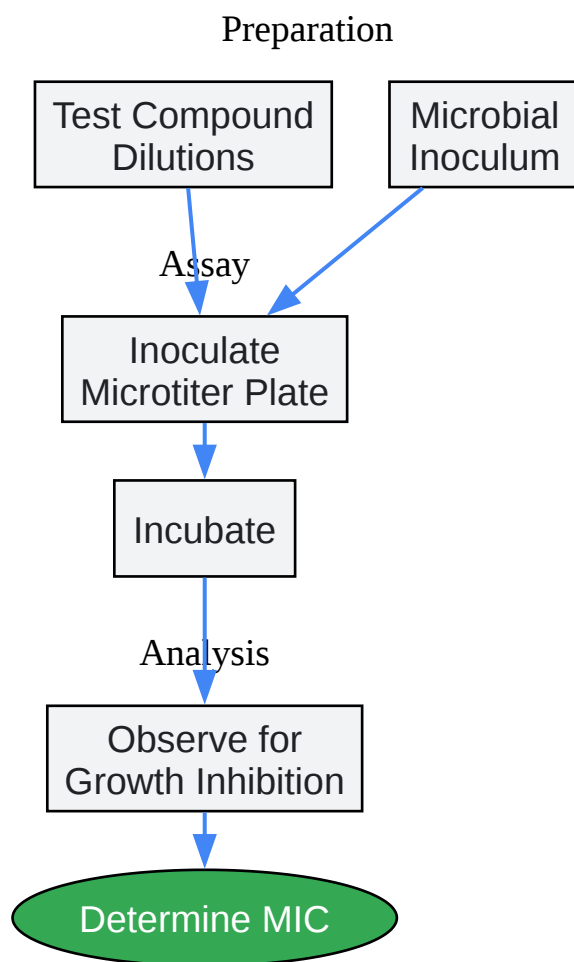 Preparation
Test Compound
Dilutions
Microbial
Inoculum
Assay
Inoculate
Microtiter Plate
Incubate
Analysis
Observe for
Growth Inhibition
Determine MIC